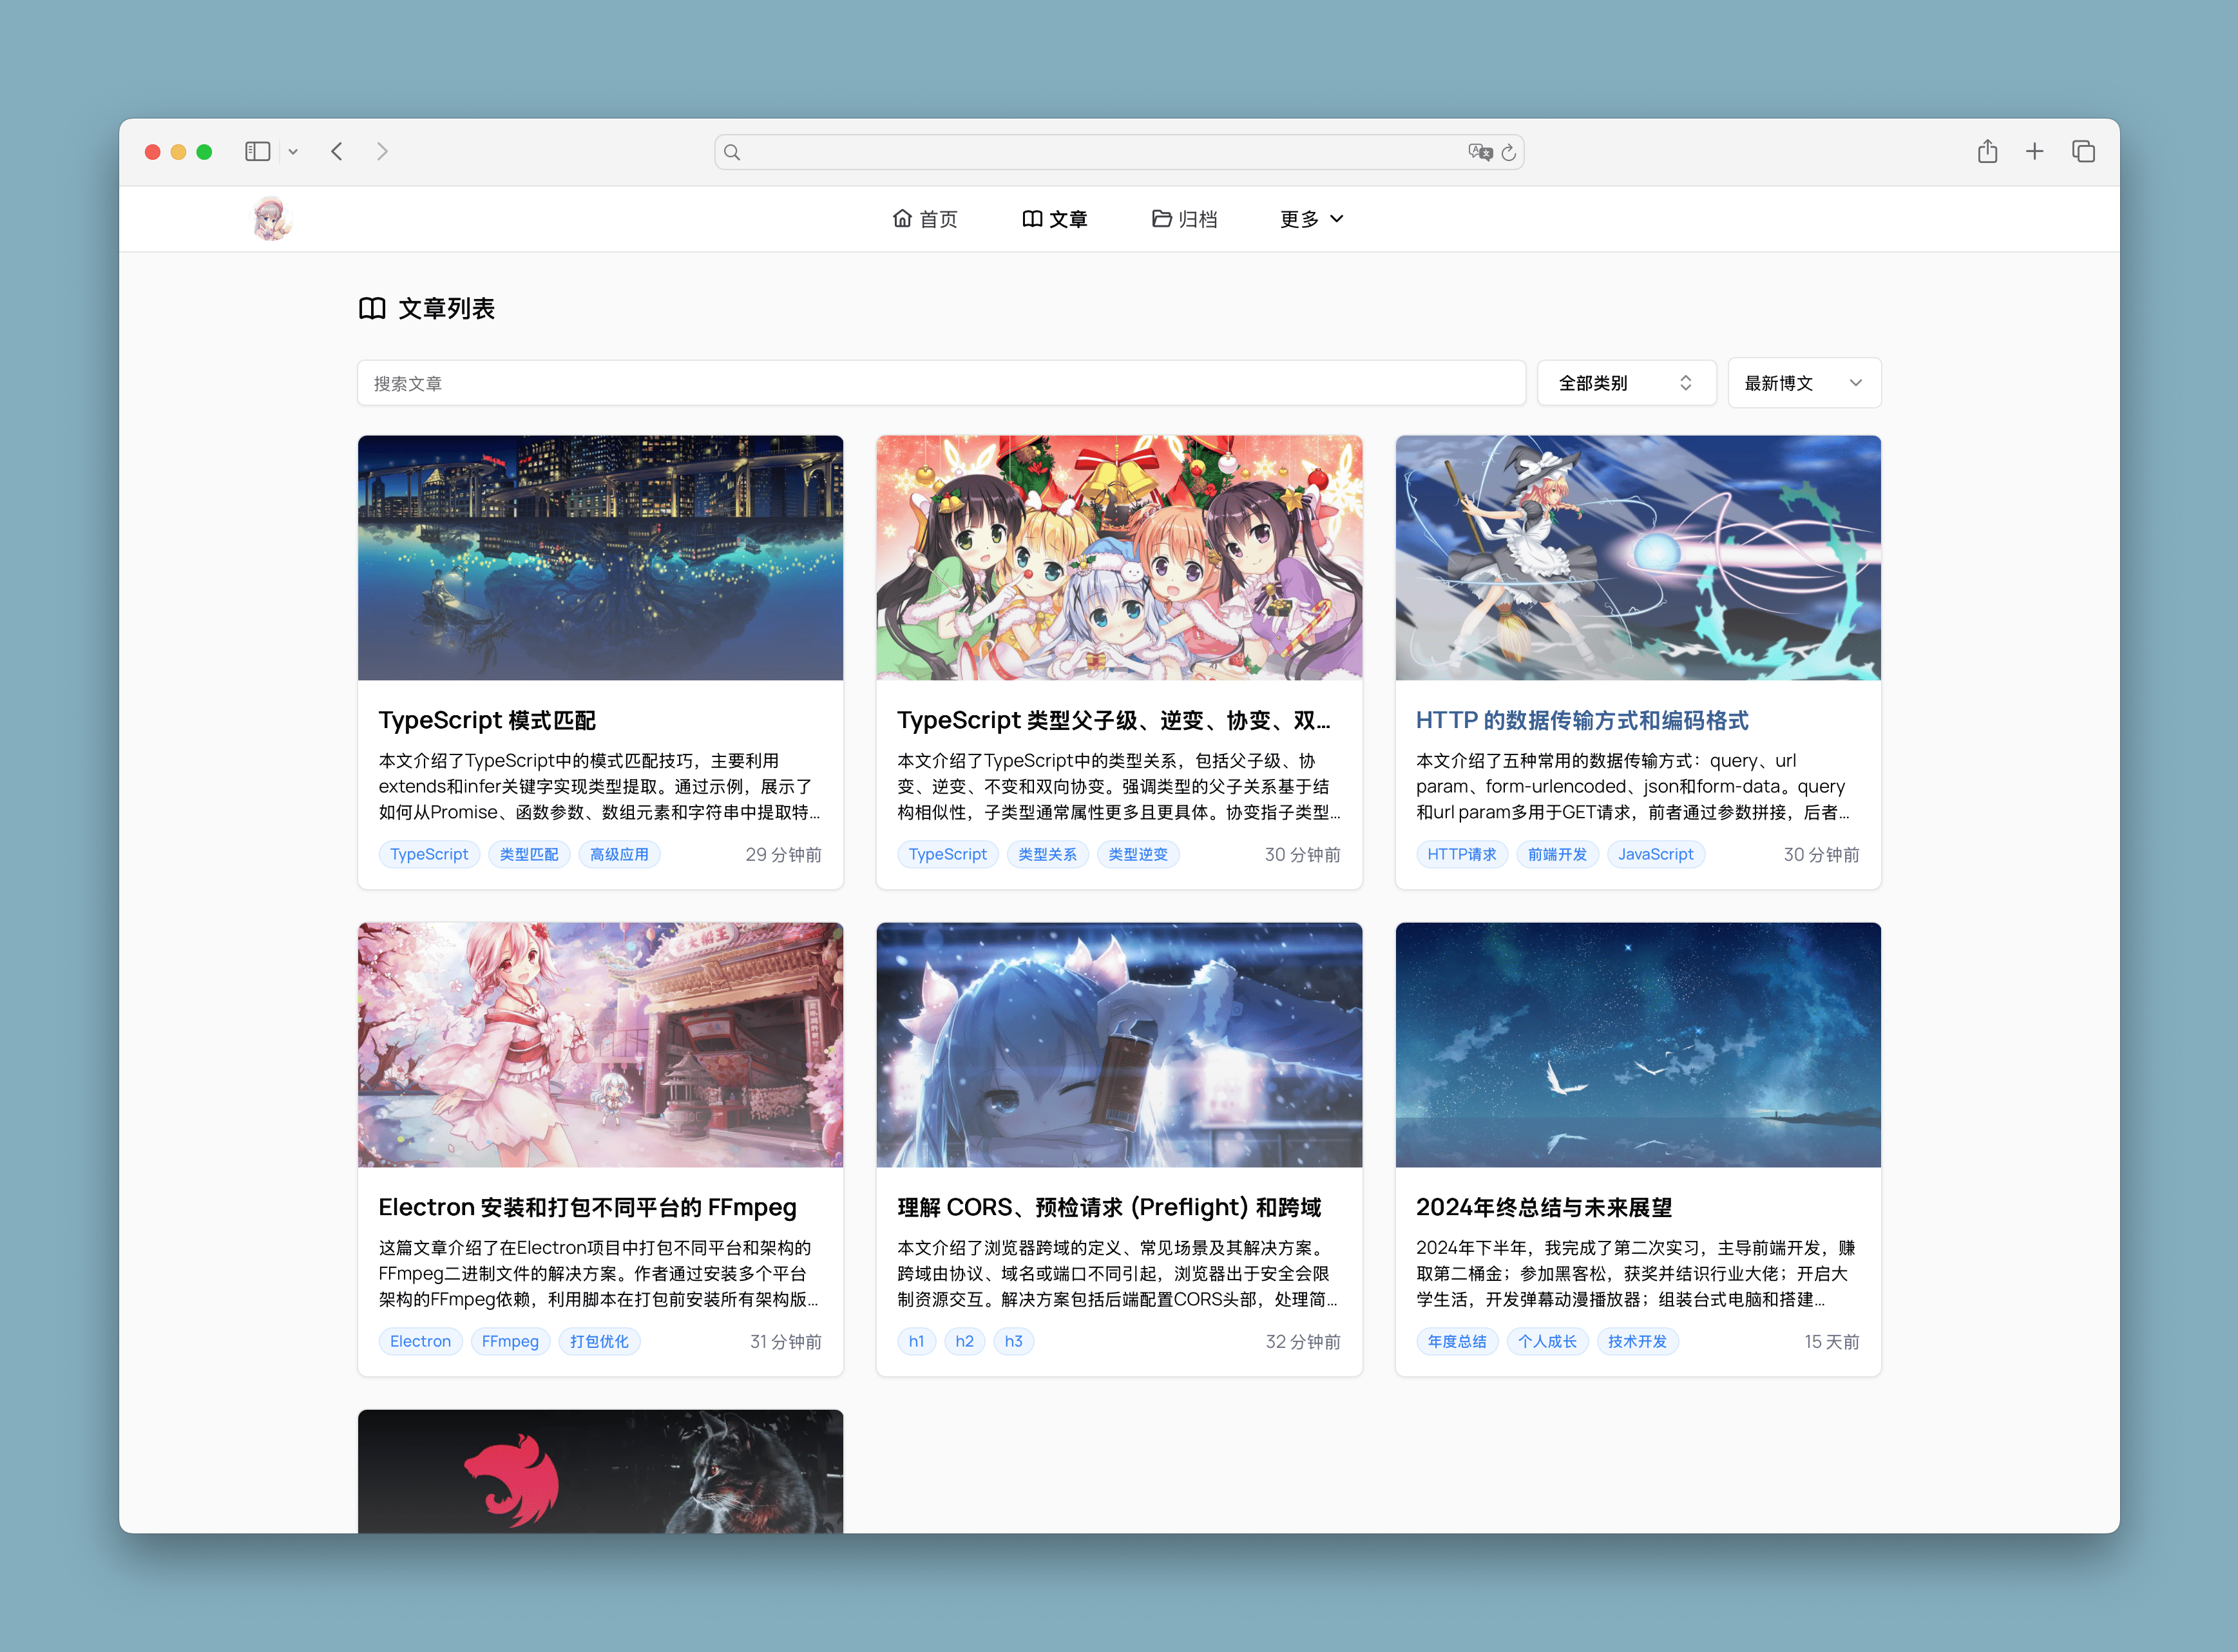 首页
文章
归档
更多
文章列表
搜索文章
全部类别
最新博文
TypeScript 模式匹配
本文介绍了TypeScript中的模式匹配技巧，主要利用
extends和infer关键字实现类型提取。通过示例，展示了
如何从Promise、函数参数、数组元素和字符串中提取特...
TypeScript 类型匹配 高级应用 29 分钟前
TypeScript 类型父子级、逆变、协变、双...
本文介绍了TypeScript中的类型关系，包括父子级、协
变、逆变、不变和双向协变。强调类型的父子关系基于结
构相似性，子类型通常属性更多且更具体。协变指子类型...
TypeScript 类型关系 类型逆变 30 分钟前
HTTP 的数据传输方式和编码格式
本文介绍了五种常用的数据传输方式：query、url
param、form-urlencoded、json和form-data。query
和url param多用于GET请求，前者通过参数拼接，后者...
HTTP请求 前端开发 JavaScript 30 分钟前
Electron 安装和打包不同平台的 FFmpeg
这篇文章介绍了在Electron项目中打包不同平台和架构的
FFmpeg二进制文件的解决方案。作者通过安装多个平台
架构的FFmpeg依赖，利用脚本在打包前安装所有架构版...
Electron FFmpeg 打包优化 31 分钟前
理解 CORS、预检请求 (Preflight) 和跨域
本文介绍了浏览器跨域的定义、常见场景及其解决方案。
跨域由协议、域名或端口不同引起，浏览器出于安全会限
制资源交互。解决方案包括后端配置CORS头部，处理简...
h1 h2 h3 32 分钟前
2024年终总结与未来展望
2024年下半年，我完成了第二次实习，主导前端开发，赚
取第二桶金；参加黑客松，获奖并结识行业大佬；开启大
学生活，开发弹幕动漫播放器；组装台式电脑和搭建...
年度总结 个人成长 技术开发 15 天前